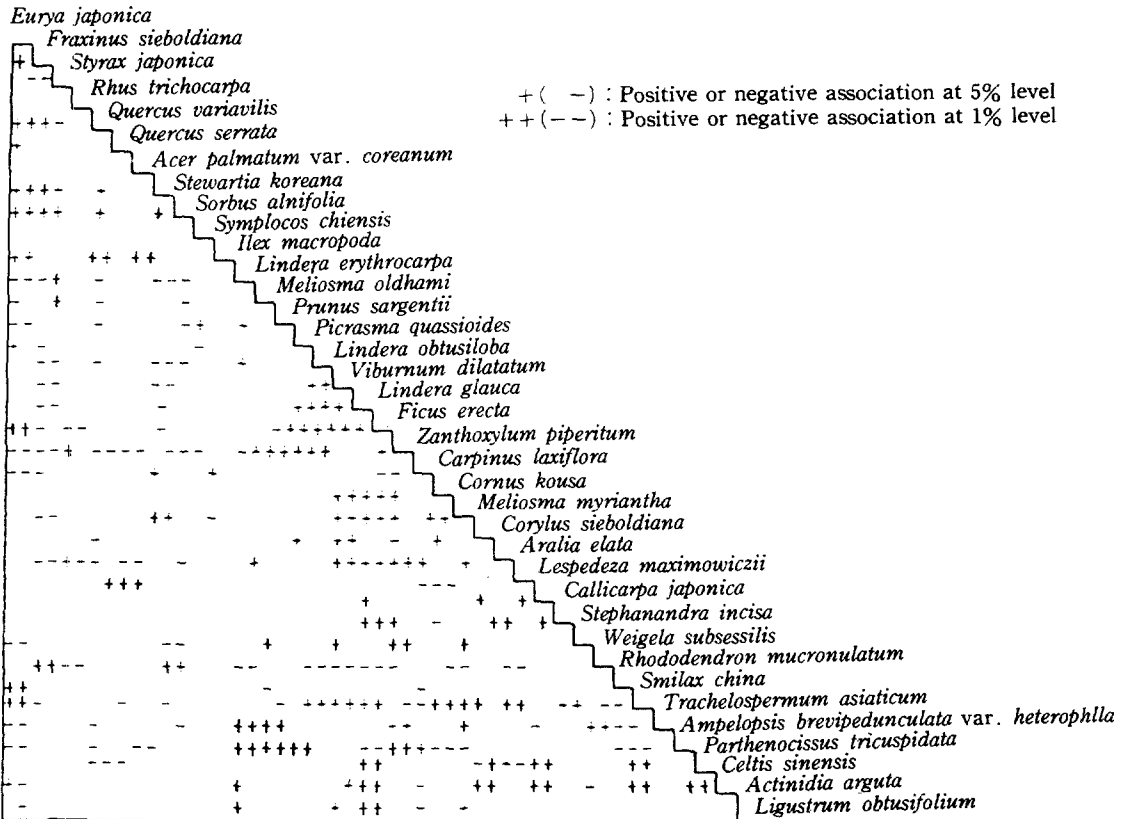 Eurya japonica
Fraxinus sieboldiana
Styrax japonica
Rhus trichocarpa
+( -) : Positive or negative association at 5% level
Quercus variavilis
++(--) : Positive or negative association at 1% level
Quercus serrata
Acer palmatum var. coreanum
Stewartia koreana
Sorbus alnifolia
Symplocos chiensis
Ilex macropoda
Lindera erythrocarpa
Meliosma oldhami
Prunus sargentii
Picrasma quassioides
Lindera obtusiloba
Viburnum dilatatum
Lindera glauca
Ficus erecta
Zanthoxylum piperitum
Carpinus laxiflora
Cornus kousa
Meliosma myriantha
Corylus sieboldiana
Aralia elata
Lespedeza maximowiczii
Callicarpa japonica
Stephanandra incisa
Weigela subsessilis
Rhododendron mucronulatum
Smilax china
Trachelospermum asiaticum
Ampelopsis brevipedunculata var. heterophlla
Parthenocissus tricuspidata
Celtis sinensis
Actinidia arguta
Ligustrum obtusifolium